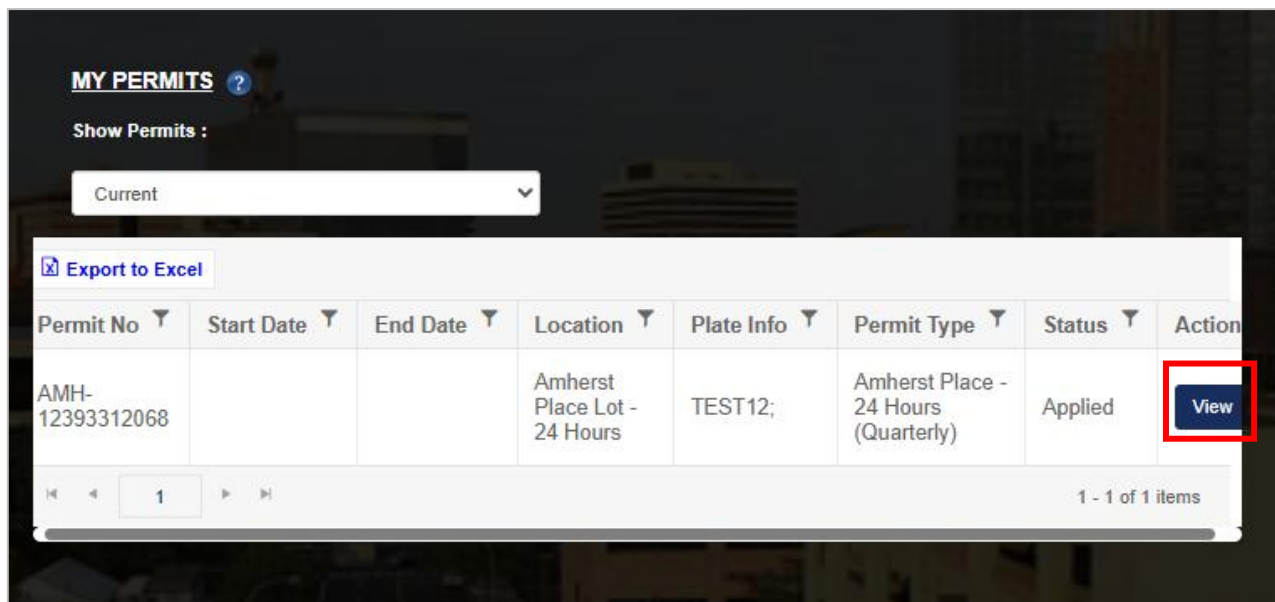 MY PERMITS ?
Show Permits :
Current
Export to Excel
Permit No Start Date End Date Location Plate Info Permit Type Status Action
AMH-
12393312068
Amherst
Place Lot -
24 Hours
TEST12;
Amherst Place -
24 Hours
(Quarterly)
Applied
View
1
1 - 1 of 1 items